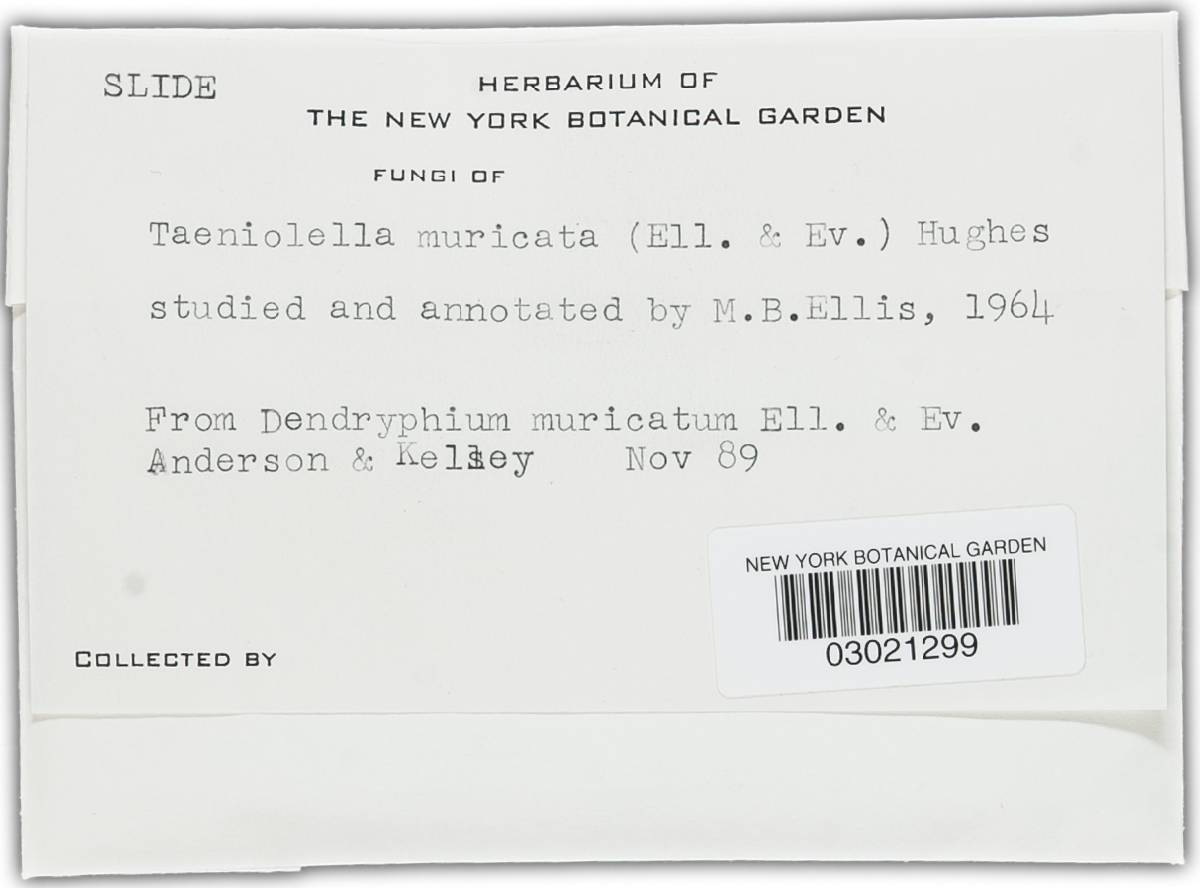 SLIDE
HERBARIUM OF
THE NEW YORK BOTANICAL GARDEN
FUNGI OF
Taeniolella muricata (Ell. & Ev.) Hughes
studied and annotated by M.B.Ellis, 1964
From Dendryphium muricatum Ell. & Ev.
Anderson & Kelsey Nov 89
NEW YORK BOTANICAL GARDEN
03021299
COLLECTED BY